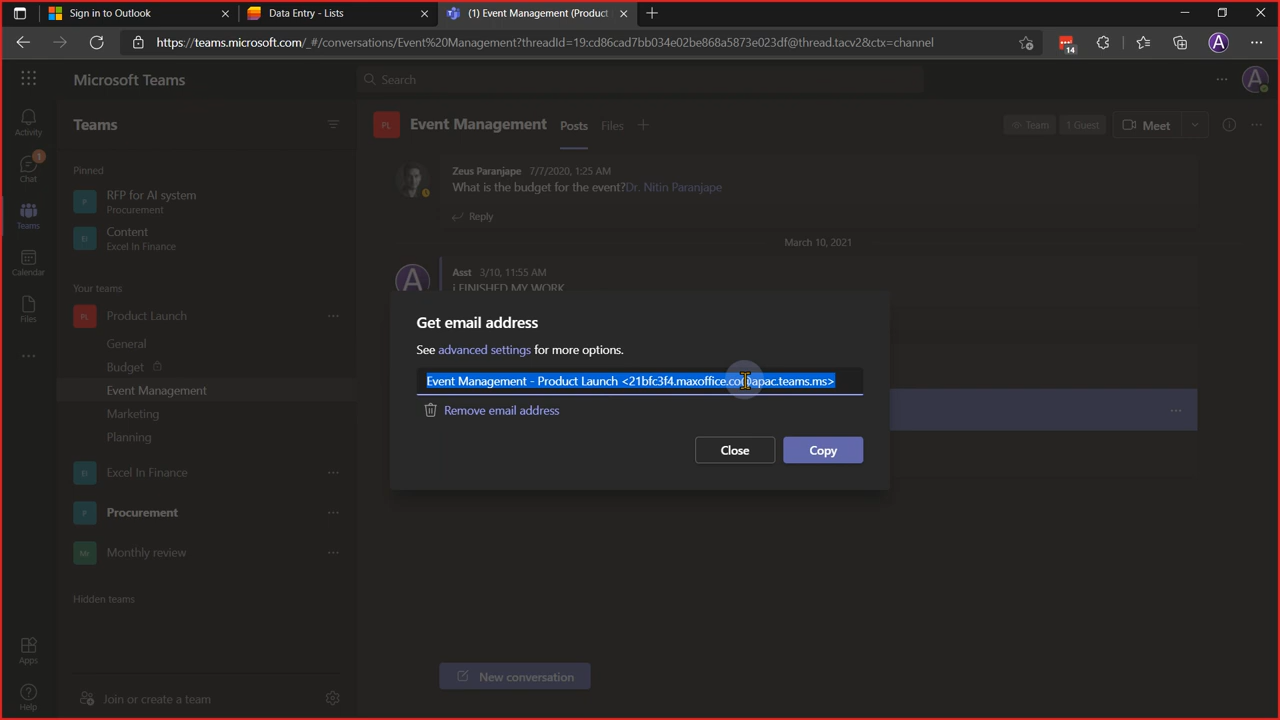 Sign in to Outlook
Data Entry - Lists
(1) Event Management (Product
https://teams.microsoft.com/_#/conversations/Event%20Management?threadId=19:cd86cad7bb034e02be868a5873e023df@thread.tacv2&ctx=channel
14
A
Microsoft Teams
Search
A
Activity
Chat
1
Teams
Calendar
Files
Apps
Help
Teams
Pinned
P
RFP for AI system
Procurement
EI
Content
Excel In Finance
Your teams
PL
Product Launch
General
Budget
Event Management
Marketing
Planning
EI
Excel In Finance
P
Procurement
Mr
Monthly review
Hidden teams
Join or create a team
PL
Event Management
Posts
Files
Team
1 Guest
Meet
Zeus Paranjape 7/7/2020, 1:25 AM
What is the budget for the event?Dr. Nitin Paranjape
Reply
March 10, 2021
A
Asst 3/10, 11:55 AM
i FINISHED MY WORK
Get email address
See advanced settings for more options.
Event Management - Product Launch <21bfc3f4.maxoffice.co@apac.teams.ms>
Remove email address
Close
Copy
New conversation